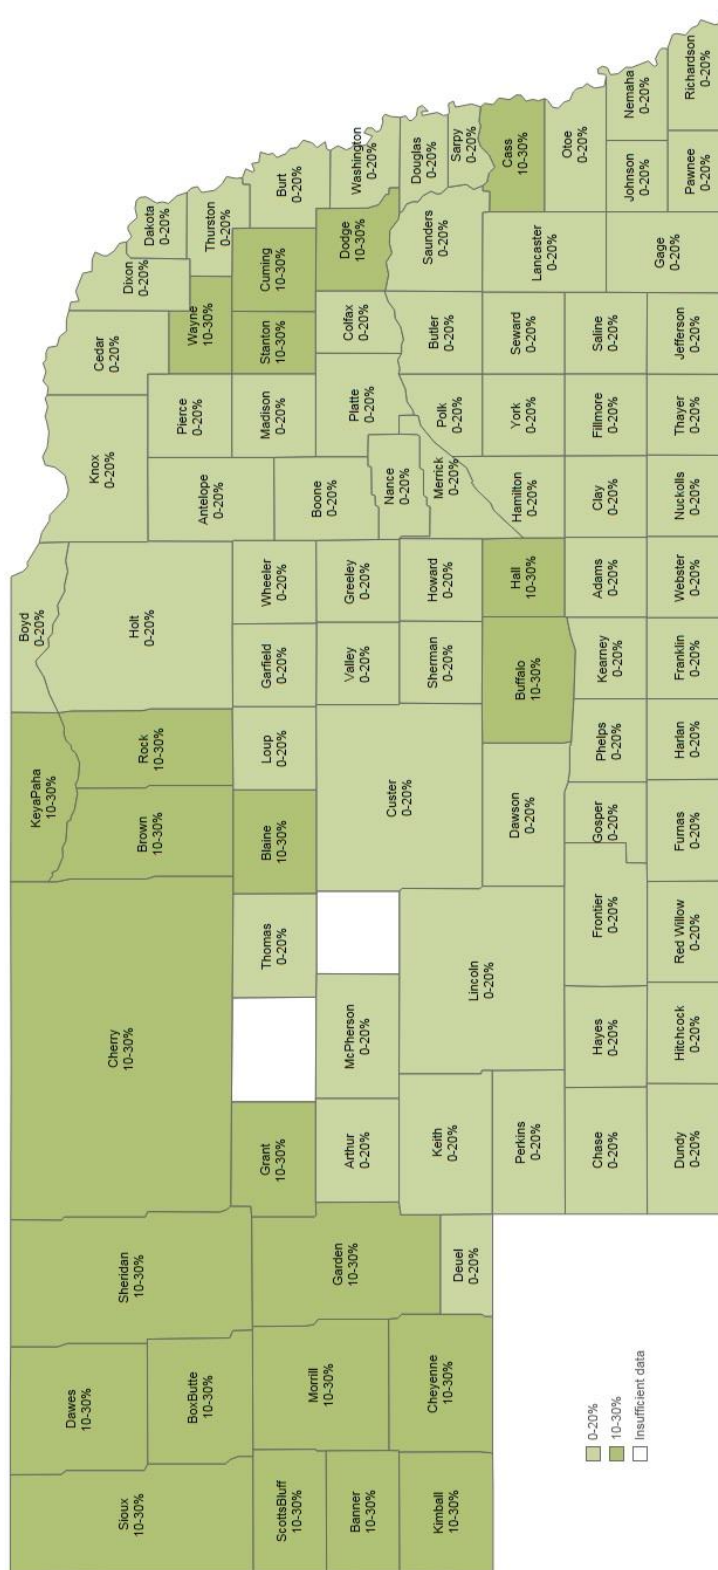 Sioux
10-30%
Dawes
10-30%
BoxButte
10-30%
Sheridan
10-30%
Cherry
10-30%
KeyaPaha
10-30%
Boyd
0-20%
Brown
10-30%
Rock
10-30%
Holt
0-20%
Knox
0-20%
Cedar
0-20%
Dixon
0-20%
Dakota
0-20%
Antelope
0-20%
Pierce
0-20%
Wayne
10-30%
Thurston
0-20%
ScottsBluff
10-30%
Banner
10-30%
Kimball
10-30%
Morrill
10-30%
Cheyenne
10-30%
Garden
10-30%
Deuel
0-20%
Grant
10-30%
Thomas
0-20%
Blaine
10-30%
Loup
0-20%
Garfield
0-20%
Wheeler
0-20%
Madison
0-20%
Stanton
10-30%
Cuming
10-30%
Burt
0-20%
Arthur
0-20%
McPherson
0-20%
Custer
0-20%
Valley
0-20%
Greeley
0-20%
Boone
0-20%
Platte
0-20%
Colfax
0-20%
Dodge
10-30%
Washington
0-20%
Nance
0-20%
Keith
0-20%
Lincoln
0-20%
Sherman
0-20%
Howard
0-20%
Merrick
0-20%
Polk
0-20%
Butler
0-20%
Saunders
0-20%
Douglas
0-20%
Sarpy
0-20%
Perkins
0-20%
Dawson
0-20%
Buffalo
10-30%
Hall
10-30%
Hamilton
0-20%
York
0-20%
Seward
0-20%
Lancaster
0-20%
Cass
10-30%
Otoe
0-20%
Chase
0-20%
Hayes
0-20%
Frontier
0-20%
Gosper
0-20%
Phelps
0-20%
Kearney
0-20%
Adams
0-20%
Clay
0-20%
Fillmore
0-20%
Saline
0-20%
Gage
0-20%
Johnson
0-20%
Nemaha
0-20%
Dundy
0-20%
Hitchcock
0-20%
Red Willow
0-20%
Furnas
0-20%
Harlan
0-20%
Franklin
0-20%
Webster
0-20%
Nuckolls
0-20%
Thayer
0-20%
Jefferson
0-20%
Pawnee
0-20%
Richardson
0-20%
0-20%
10-30%
Insufficient data